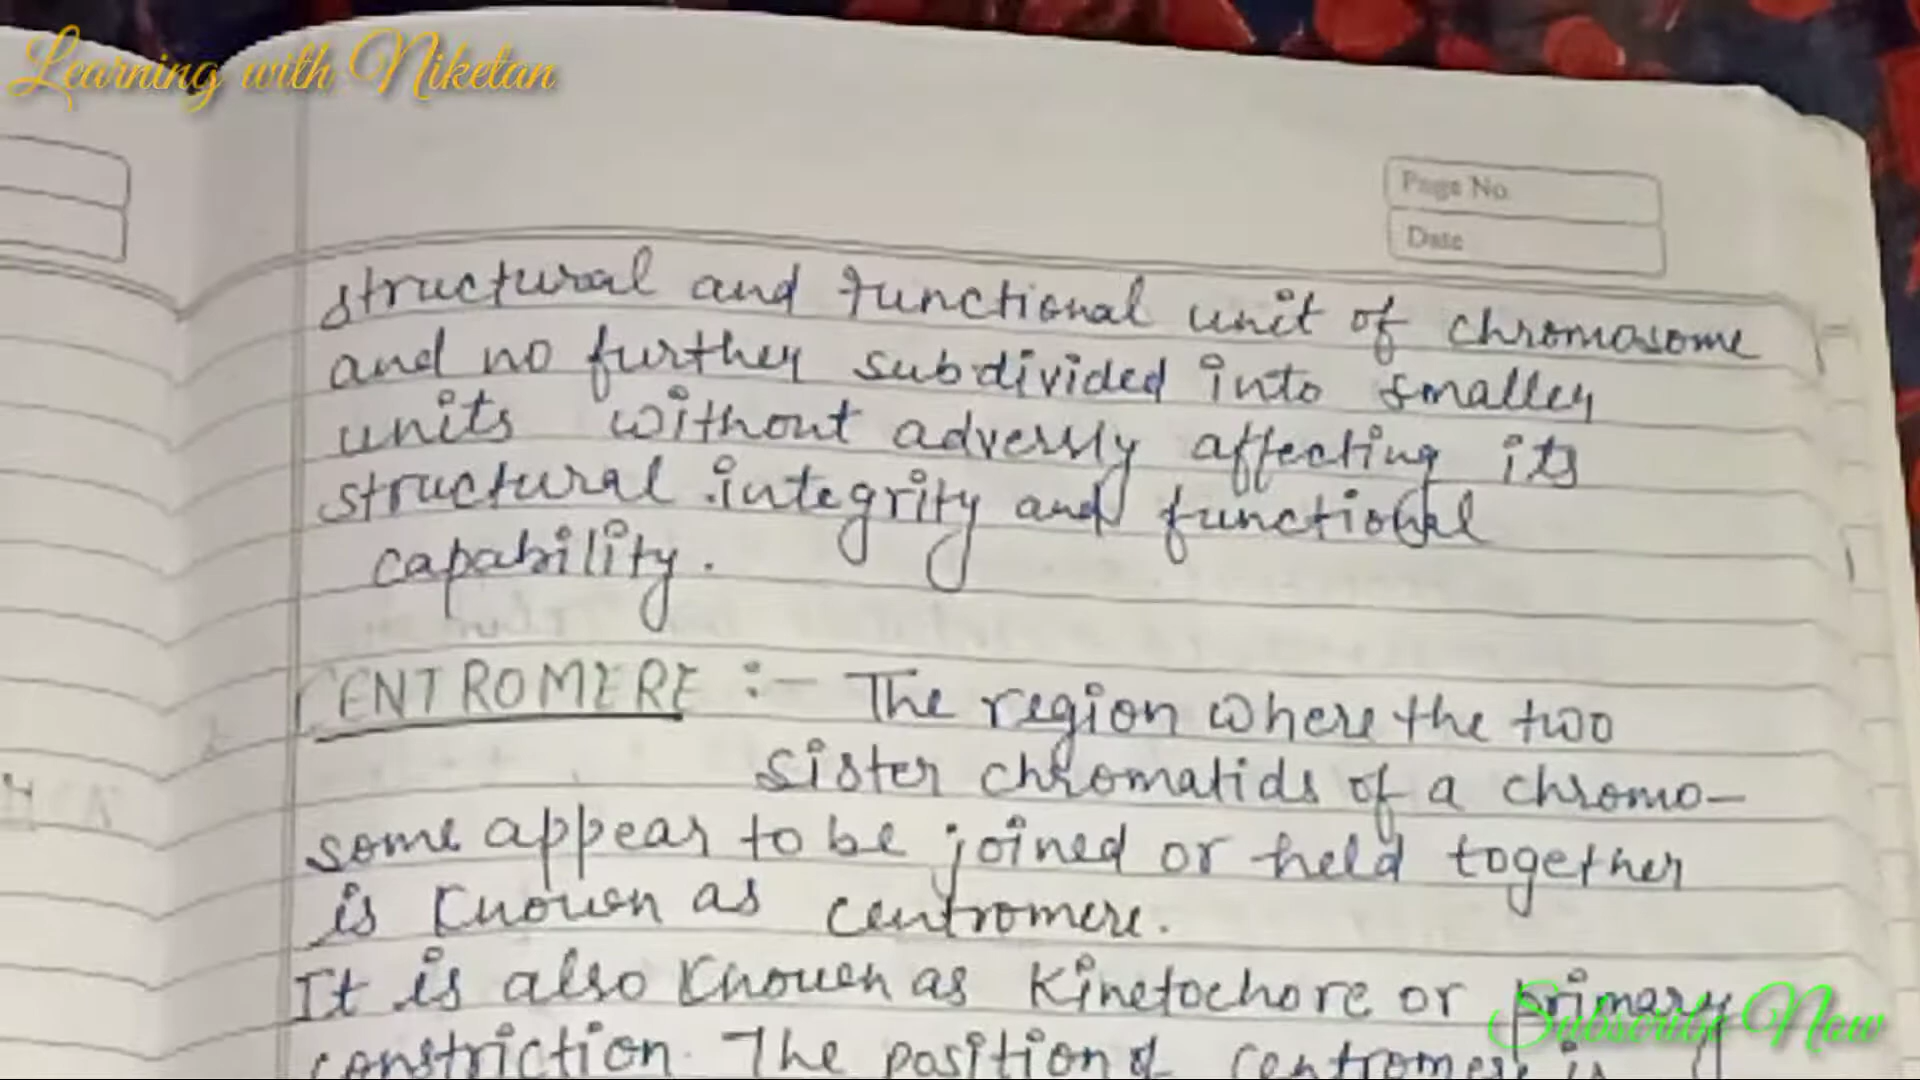 Learning with Niketan
Page No.
Date
structural and functional unit of chromosome
and no further subdivided into smaller
units without adversly affecting its
structural integrity and functional
capability.
CENTROMERE :- The region where the two
sister chromatids of a chromo-
some appear to be joined or held together
is known as centromere.
It is also known as Kinetochore or primary
constriction. The position of centromere is
Subscribe Now